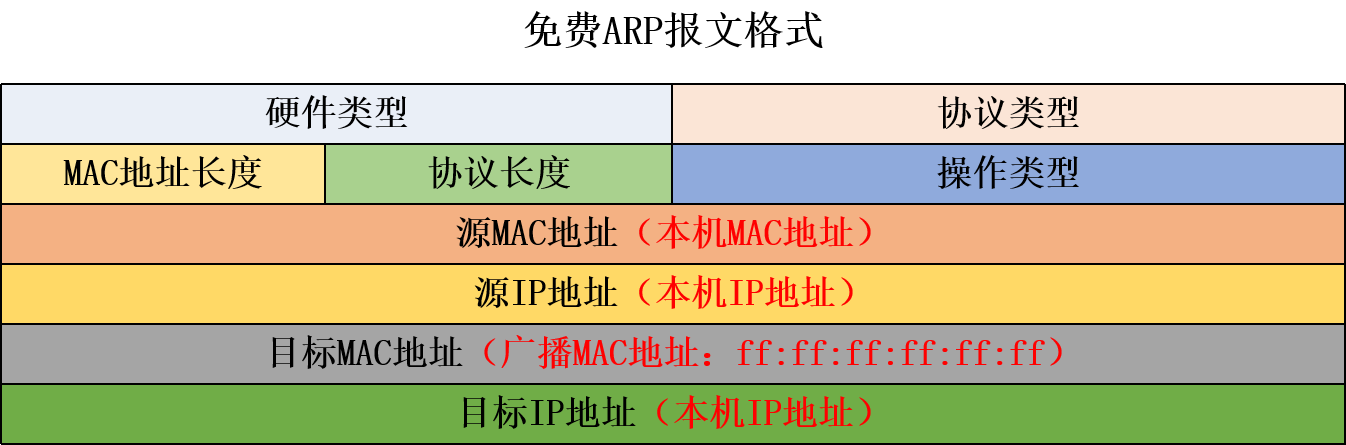 免费ARP报文格式
硬件类型
协议类型
MAC地址长度
协议长度
操作类型
源MAC地址（本机MAC地址）
源IP地址（本机IP地址）
目标MAC地址（广播MAC地址：ff:ff:ff:ff:ff:ff）
目标IP地址（本机IP地址）